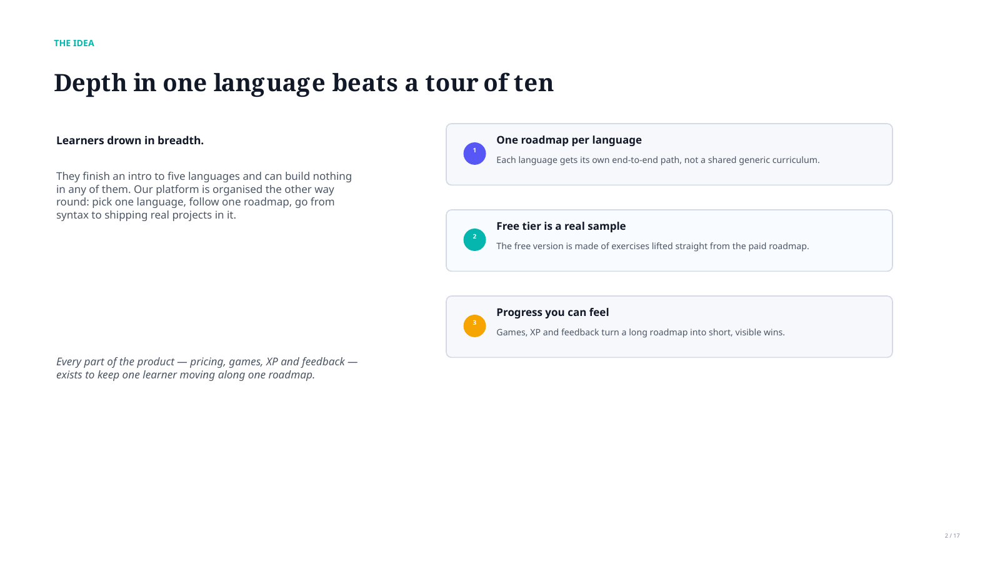 THE IDEA
Depth in one language beats a tour of ten
Learners drown in breadth.
They finish an intro to five languages and can build nothing
in any of them. Our platform is organised the other way
round: pick one language, follow one roadmap, go from
syntax to shipping real projects in it.
Every part of the product — pricing, games, XP and feedback —
exists to keep one learner moving along one roadmap.
1
One roadmap per language
Each language gets its own end-to-end path, not a shared generic curriculum.
2
Free tier is a real sample
The free version is made of exercises lifted straight from the paid roadmap.
3
Progress you can feel
Games, XP and feedback turn a long roadmap into short, visible wins.
2 / 17